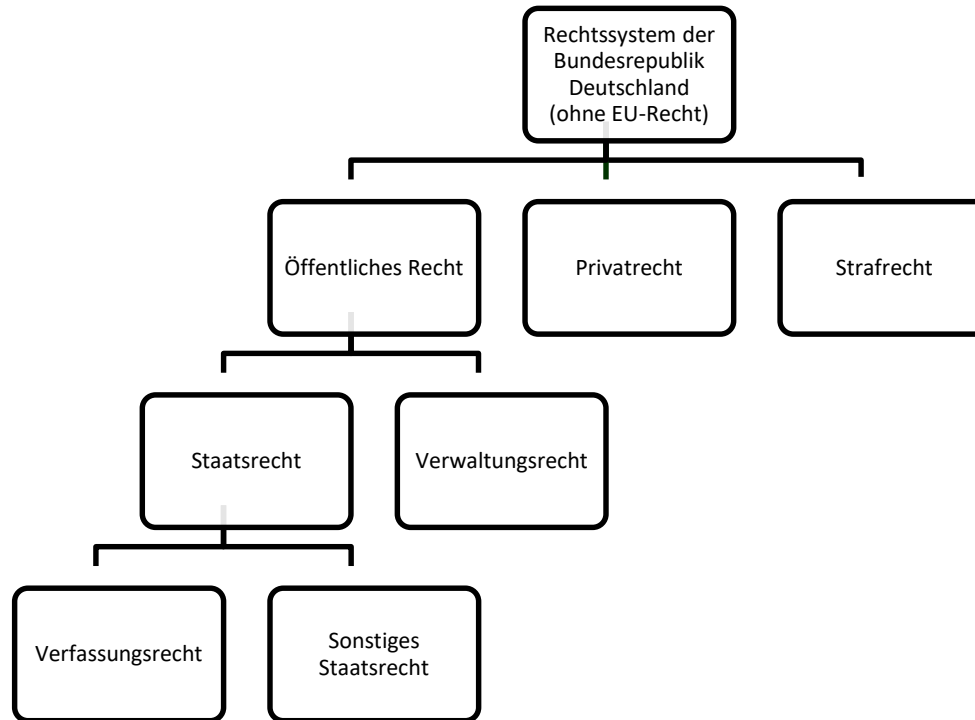 Rechtssystem der
Bundesrepublik
Deutschland
(ohne EU-Recht)
Öffentliches Recht
Privatrecht
Strafrecht
Staatsrecht
Verwaltungsrecht
Verfassungsrecht
Sonstiges
Staatsrecht